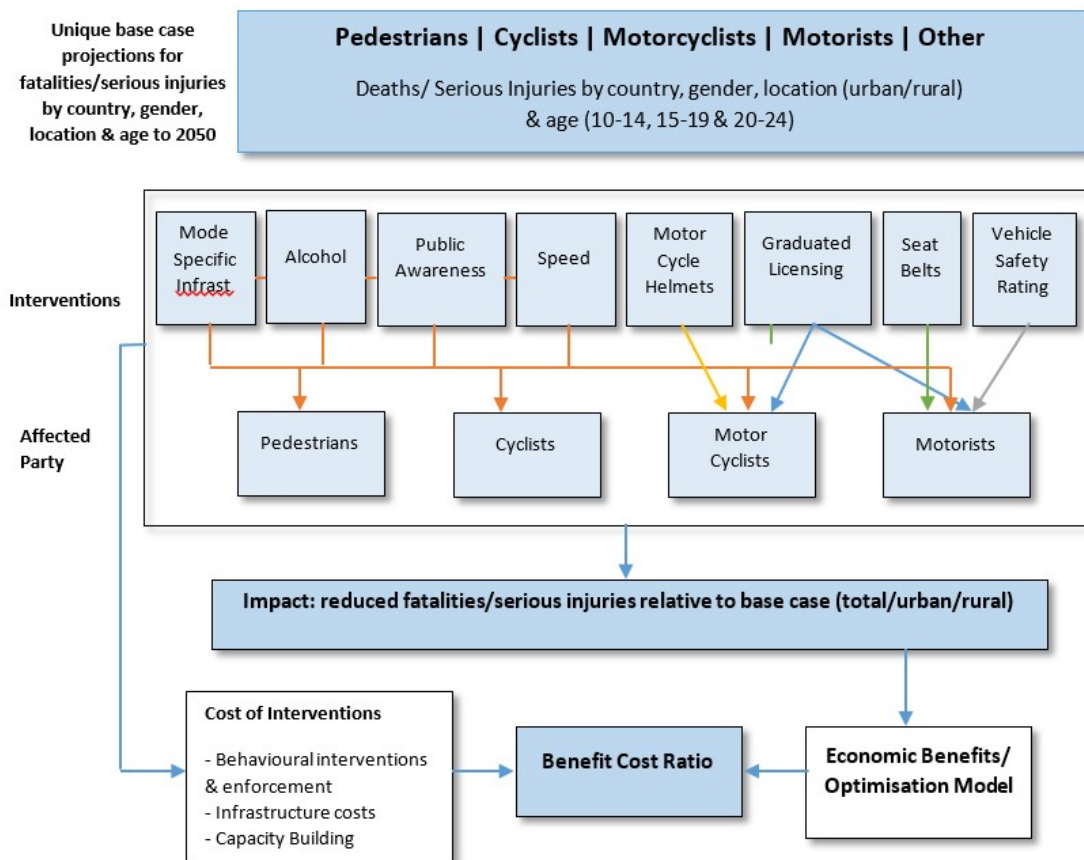 Unique base case
projections for
fatalities/serious injuries
by country, gender,
location & age to 2050
Pedestrians | Cyclists | Motorcyclists | Motorists | Other
Deaths/ Serious Injuries by country, gender, location (urban/rural)
& age (10-14, 15-19 & 20-24)
Interventions
Mode
Specific
Infrast
Alcohol
Public
Awareness
Speed
Motor
Cycle
Helmets
Graduated
Licensing
Seat
Belts
Vehicle
Safety
Rating
Affected
Party
Pedestrians
Cyclists
Motor
Cyclists
Motorists
Impact: reduced fatalities/serious injuries relative to base case (total/urban/rural)
Cost of Interventions
- Behavioural interventions
& enforcement
- Infrastructure costs
- Capacity Building
Benefit Cost Ratio
Economic Benefits/
Optimisation Model